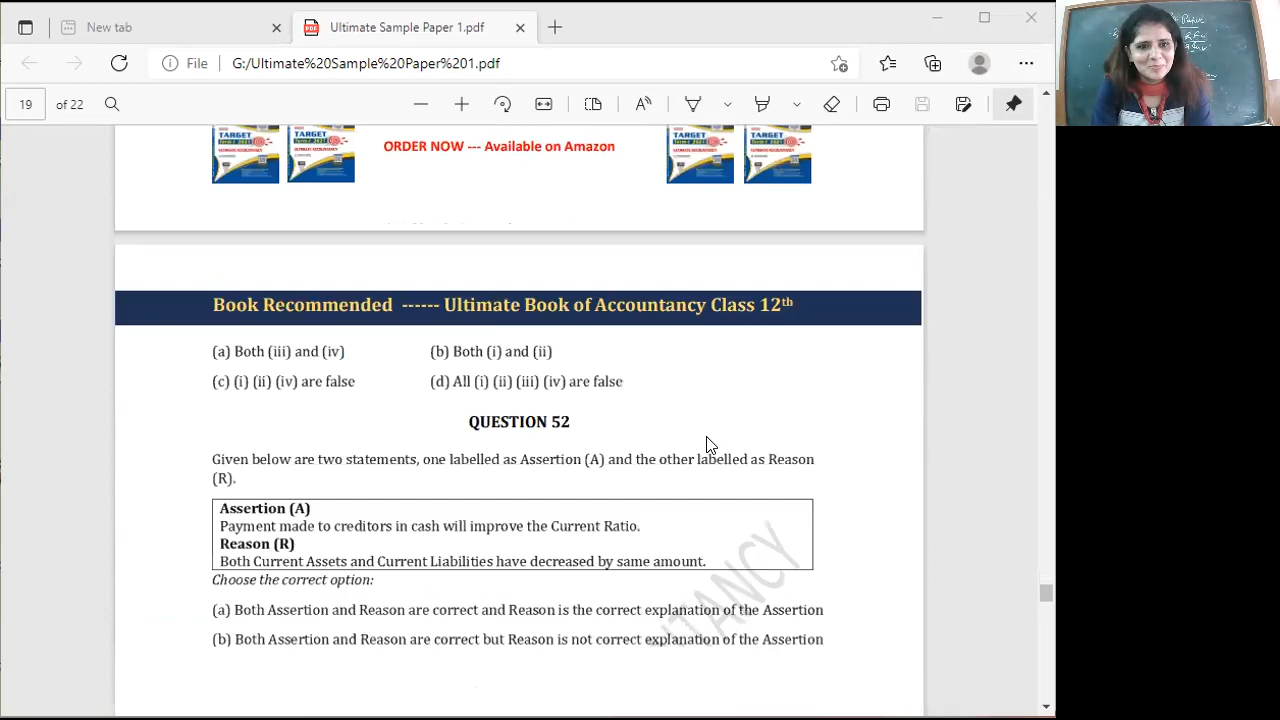 New tab
Ultimate Sample Paper 1.pdf
File
G:/Ultimate%20Sample%20Paper%201.pdf
19 of 22
TARGET
TARGET
ORDER NOW --- Available on Amazon
TARGET
TARGET
Book Recommended ------ Ultimate Book of Accountancy Class 12th
(a) Both (iii) and (iv)
(b) Both (i) and (ii)
(c) (i) (ii) (iv) are false
(d) All (i) (ii) (iii) (iv) are false
QUESTION 52
Given below are two statements, one labelled as Assertion (A) and the other labelled as Reason
(R).
Assertion (A)
Payment made to creditors in cash will improve the Current Ratio.
Reason (R)
Both Current Assets and Current Liabilities have decreased by same amount.
Choose the correct option:
(a) Both Assertion and Reason are correct and Reason is the correct explanation of the Assertion
(b) Both Assertion and Reason are correct but Reason is not correct explanation of the Assertion